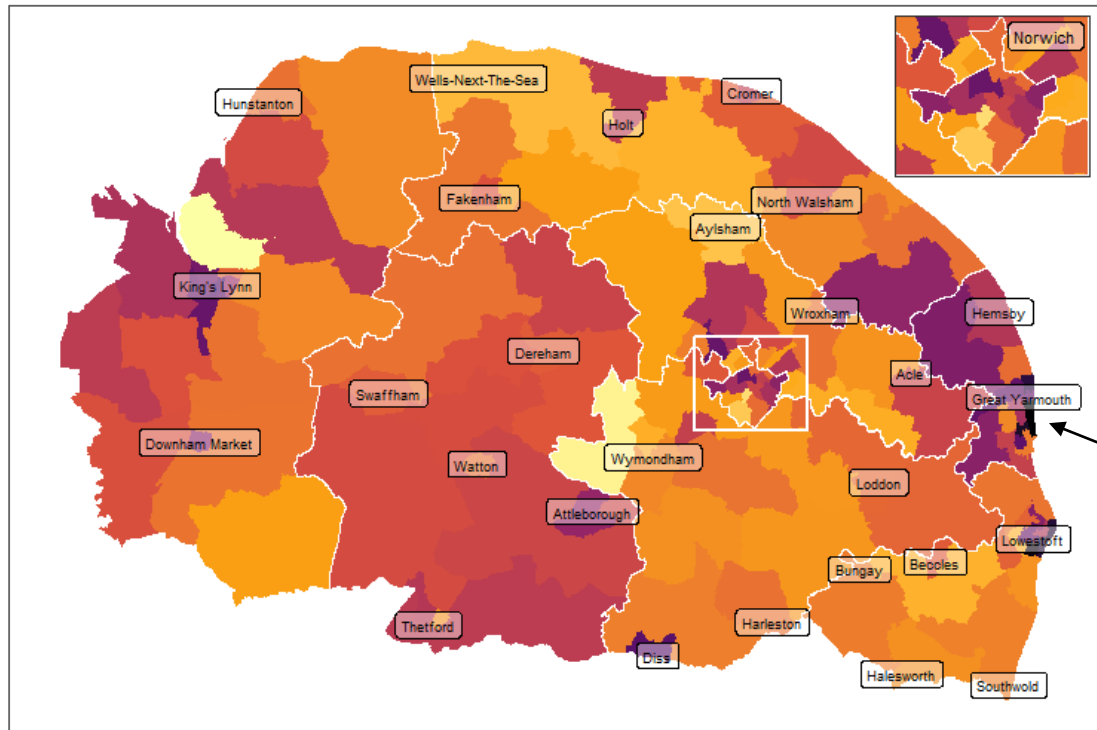 Norwich
Wells-Next-The-Sea
Hunstanton
Cromer
Holt
Fakenham
North Walsham
Aylsham
King's Lynn
Wroxham
Hemsby
Dereham
Acle
Swaffham
Great Yarmouth
Downham Market
Watton
Wymondham
Loddon
Attleborough
Lowestoft
Bungay
Beccles
Thetford
Harleston
Diss
Halesworth
Southwold